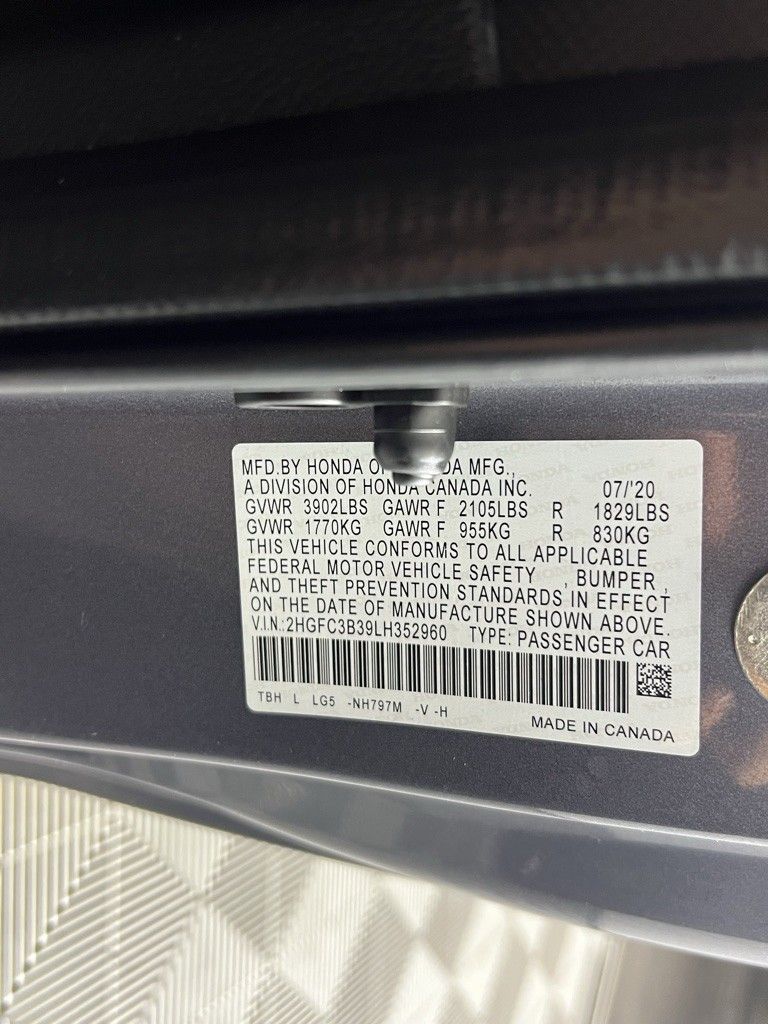 MFD.BY HONDA OF DA MFG.,
A DIVISION OF HONDA CANADA INC. 07/'20
GVWR 3902LBS GAWR F 2105LBS R 1829LBS
GVWR 1770KG GAWR F 955KG R 830KG
THIS VEHICLE CONFORMS TO ALL APPLICABLE
FEDERAL MOTOR VEHICLE SAFETY , BUMPER ,
AND THEFT PREVENTION STANDARDS IN EFFECT
ON THE DATE OF MANUFACTURE SHOWN ABOVE.
V.I.N.:2HGFC3B39LH352960 TYPE: PASSENGER CAR
TBH L LG5 -NH797M -V -H
MADE IN CANADA